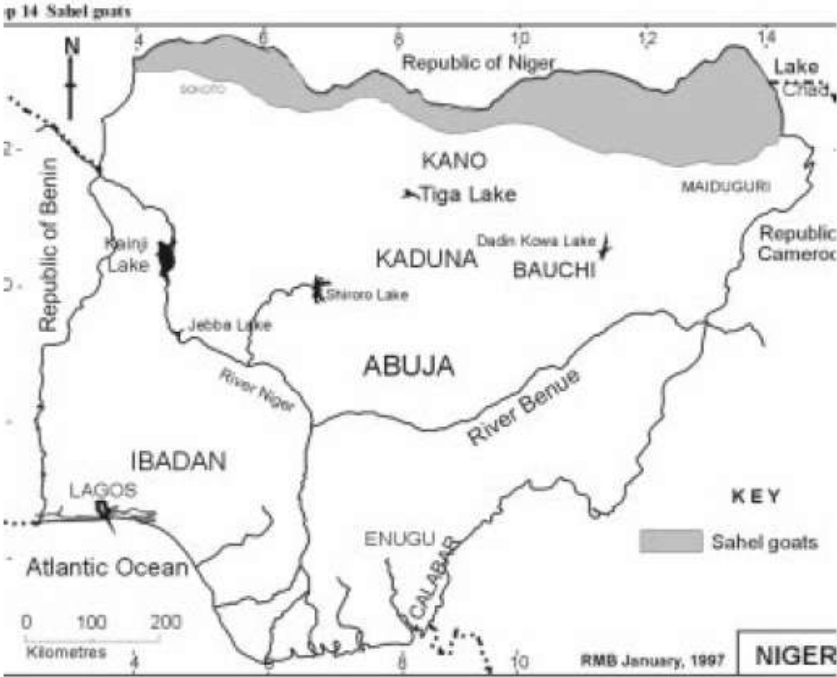 p 14 Sahel goats
4 6 8 10 12 14
N
Republic of Niger
Lake
Chad
SOKOTO
2
KANO
MAIDUGURI
Tiga Lake
Republic of Benin
Republic
Cameroo
Kainji
Lake
Dadin Kowa Lake
KADUNA
BAUCHI
0
Shiroro Lake
Jebba Lake
ABUJA
River Niger
River Benue
IBADAN
LAGOS
KEY
ENUGU
Sahel goats
CALABAR
Atlantic Ocean
0 100 200
Kilometres
4 6 8 10
RMB January, 1997
NIGER